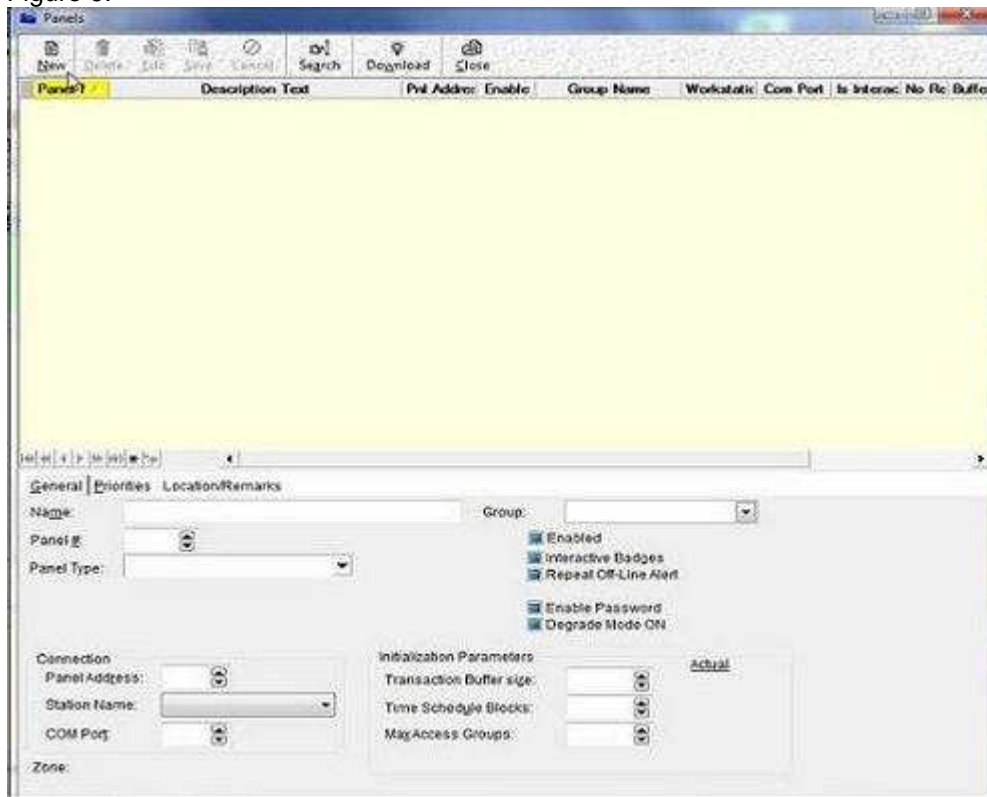 Panels
New Delete Edit Save Cancel Search Download Close
Panel ? Description Text Pnl Addres Enable Group Name Workstatic Com Port Is Interac No Rc Buffe
General Priorities Location/Remarks
Name: Group:
Panel # Enabled
Interactive Badges
Panel Type: Repeat Off-Line Alert
Enable Password
Degrade Mode ON
Connection Initialization Parameters Actual
Panel Address: Transaction Buffer size:
Station Name: Time Schedule Blocks:
COM Port: Max Access Groups:
Zone: